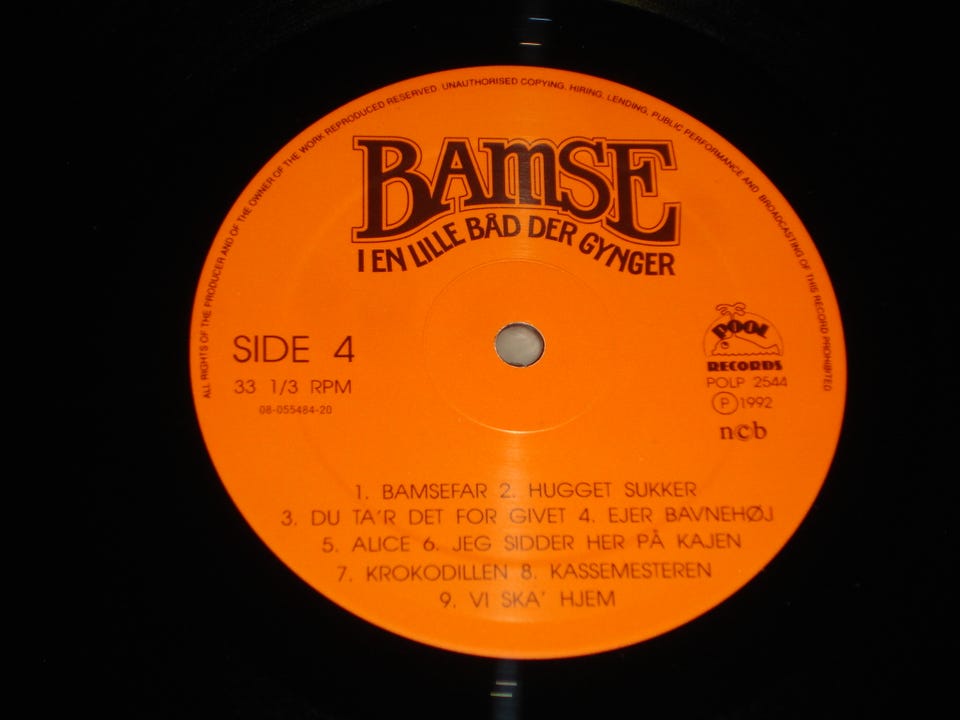 ALL RIGHTS OF THE PRODUCER AND OF THE OWNER OF THE WORK REPRODUCED RESERVED. UNAUTHORISED COPYING, HIRING, LENDING, PUBLIC PERFORMANCE AND BROADCASTING OF THIS RECORD PROHIBITED
BAMSE
I EN LILLE BÅD DER GYNGER
SIDE 4
33 1/3 RPM
08-055484-20
POOL
RECORDS
POLP 2544
Ⓟ 1992
ncb
1. BAMSEFAR 2. HUGGET SUKKER
3. DU TA'R DET FOR GIVET 4. EJER BAVNEHØJ
5. ALICE 6. JEG SIDDER HER PÅ KAJEN
7. KROKODILLEN 8. KASSEMESTEREN
9. VI SKA' HJEM